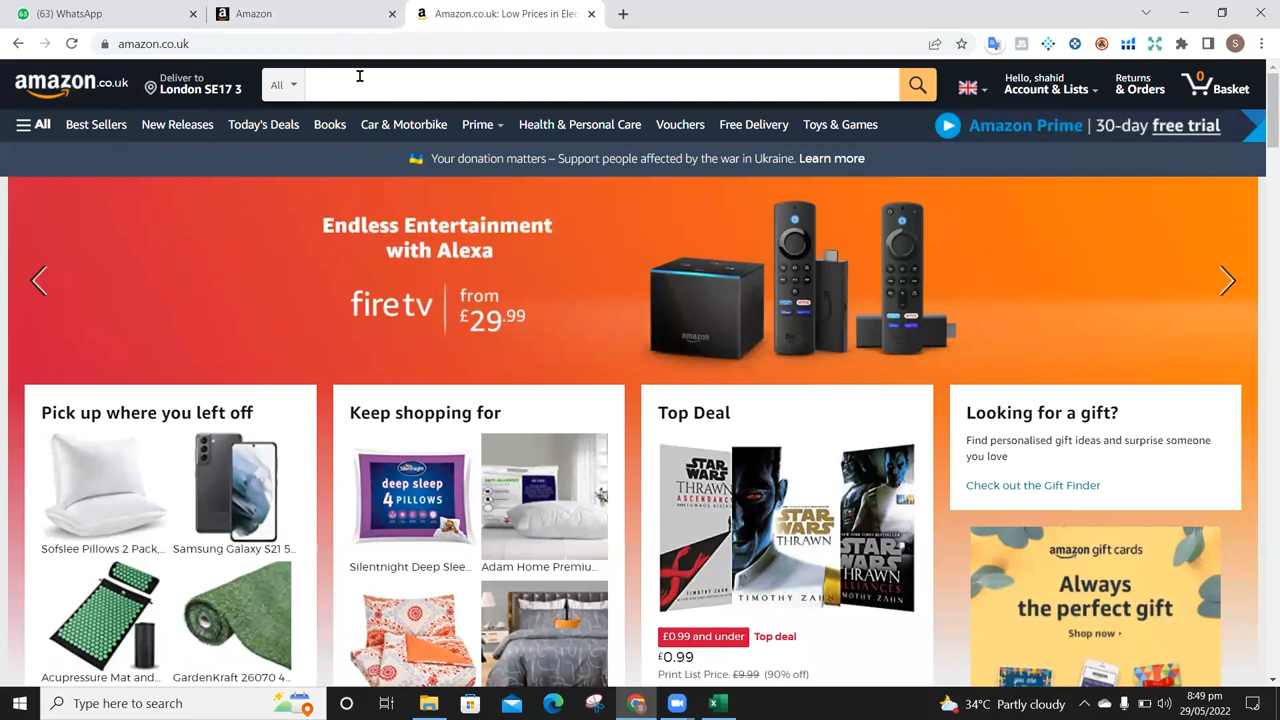 (63) WhatsApp
Amazon
Amazon.co.uk: Low Prices in Elec
amazon.co.uk
S
amazon.co.uk
Deliver to
London SE17 3
All
Hello, shahid
Account & Lists
Returns
& Orders
0
Basket
All
Best Sellers
New Releases
Today's Deals
Books
Car & Motorbike
Prime
Health & Personal Care
Vouchers
Free Delivery
Toys & Games
Amazon Prime | 30-day free trial
Your donation matters – Support people affected by the war in Ukraine. Learn more
Endless Entertainment
with Alexa
fire tv
from
£29.99
amazon
Pick up where you left off
Sofslee Pillows 2 Pack,...
Samsung Galaxy S21 5...
Acupressure Mat and...
GardenKraft 26070 4...
Keep shopping for
Silentnight
deep sleep
4 PILLOWS
Silentnight Deep Slee...
Adam Home Premiu...
Top Deal
STAR WARS
THRAWN
ASCENDANCY
STAR WARS
THRAWN
TIMOTHY ZAHN
STAR WARS
THRAWN
ALLIANCES
TIMOTHY ZAHN
£0.99 and under
Top deal
£0.99
Print List Price: £9.99 (90% off)
Looking for a gift?
Find personalised gift ideas and surprise someone
you love
Check out the Gift Finder
amazon gift cards
Always
the perfect gift
Shop now
Type here to search
34°C Partly cloudy
8:49 pm
29/05/2022